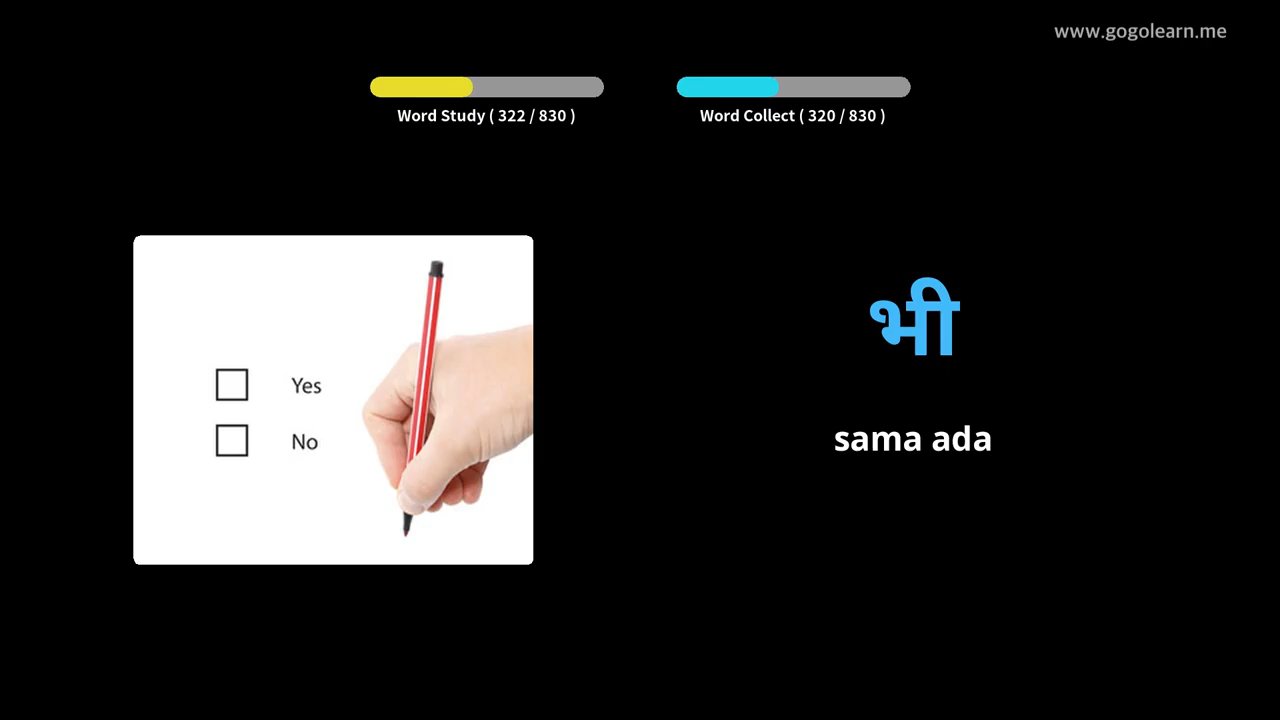 www.gogolearn.me
Word Study ( 322 / 830 )
Word Collect ( 320 / 830 )
Yes
No
भी
sama ada